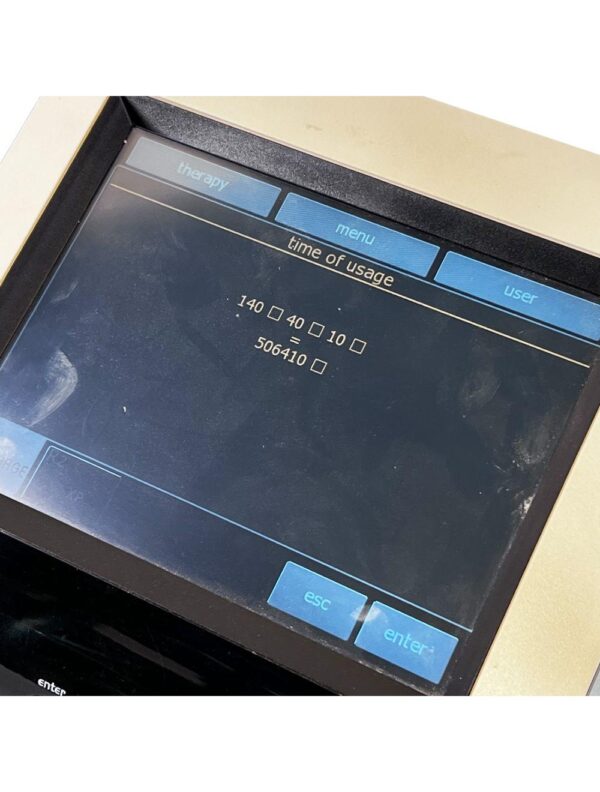 therapy
menu
user
time of usage
140 □ 40 □ 10 □
=
506410 □
esc
enter
enter